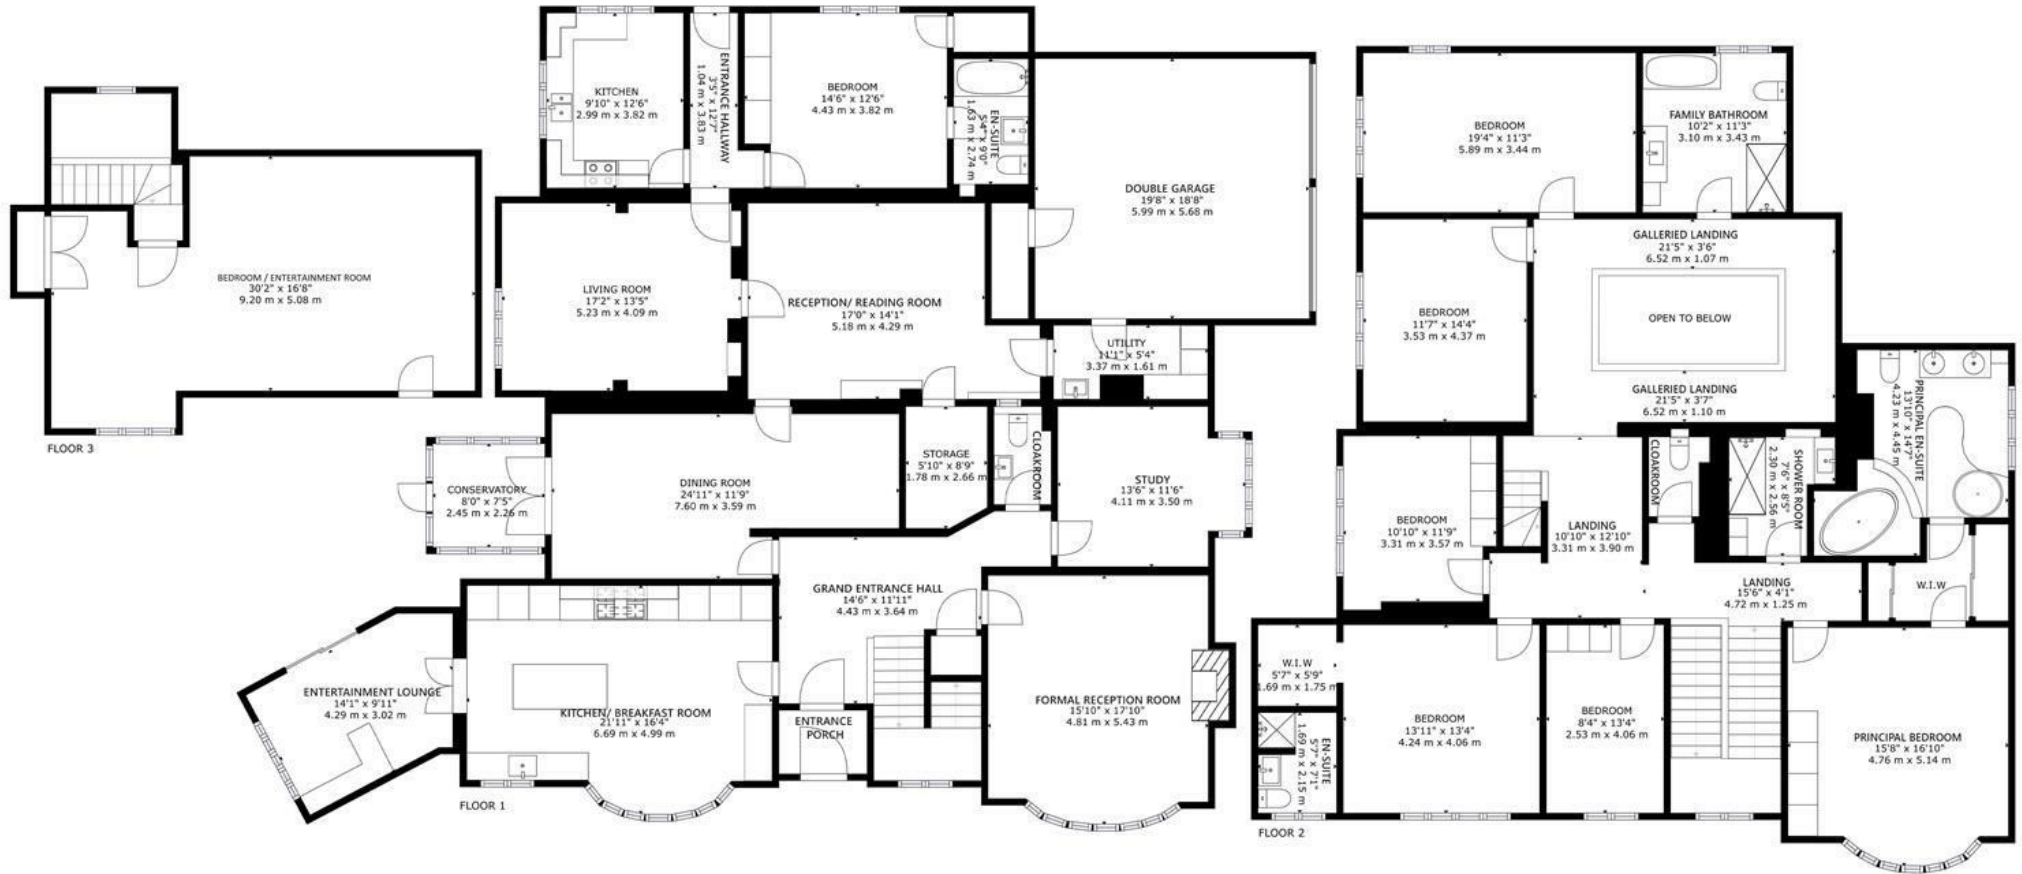 BEDROOM / ENTERTAINMENT ROOM
30'2" x 16'8"
9.20 m x 5.08 m
FLOOR 3
KITCHEN
9'10" x 12'6"
2.99 m x 3.82 m
ENTRANCE HALLWAY
3'5" x 12'7"
1.04 m x 3.83 m
BEDROOM
14'6" x 12'6"
4.43 m x 3.82 m
EN-SUITE
5'4" x 9'0"
1.63 m x 2.74 m
DOUBLE GARAGE
19'8" x 18'8"
5.99 m x 5.68 m
LIVING ROOM
17'2" x 13'5"
5.23 m x 4.09 m
RECEPTION/ READING ROOM
17'0" x 14'1"
5.18 m x 4.29 m
UTILITY
11'1" x 5'4"
3.37 m x 1.61 m
CONSERVATORY
8'0" x 7'5"
2.45 m x 2.26 m
DINING ROOM
24'11" x 11'9"
7.60 m x 3.59 m
STORAGE
5'10" x 8'9"
1.78 m x 2.66 m
CLOAKROOM
STUDY
13'6" x 11'6"
4.11 m x 3.50 m
GRAND ENTRANCE HALL
14'6" x 11'11"
4.43 m x 3.64 m
ENTERTAINMENT LOUNGE
14'1" x 9'11"
4.29 m x 3.02 m
KITCHEN/ BREAKFAST ROOM
21'11" x 16'4"
6.69 m x 4.99 m
ENTRANCE
PORCH
FORMAL RECEPTION ROOM
15'10" x 17'10"
4.81 m x 5.43 m
FLOOR 1
BEDROOM
19'4" x 11'3"
5.89 m x 3.44 m
FAMILY BATHROOM
10'2" x 11'3"
3.10 m x 3.43 m
GALLERIED LANDING
21'5" x 3'6"
6.52 m x 1.07 m
BEDROOM
11'7" x 14'4"
3.53 m x 4.37 m
OPEN TO BELOW
GALLERIED LANDING
21'5" x 3'7"
6.52 m x 1.10 m
PRINCIPAL EN-SUITE
13'10" x 14'7"
4.23 m x 4.45 m
BEDROOM
10'10" x 11'9"
3.31 m x 3.57 m
LANDING
10'10" x 12'10"
3.31 m x 3.90 m
CLOAKROOM
SHOWER ROOM
7'6" x 8'5"
2.30 m x 2.56 m
LANDING
15'6" x 4'1"
4.72 m x 1.25 m
W.I.W
W.I.W
5'7" x 5'9"
1.69 m x 1.75 m
EN-SUITE
5'7" x 7'1"
1.69 m x 2.15 m
BEDROOM
13'11" x 13'4"
4.24 m x 4.06 m
BEDROOM
8'4" x 13'4"
2.53 m x 4.06 m
PRINCIPAL BEDROOM
15'8" x 16'10"
4.76 m x 5.14 m
FLOOR 2